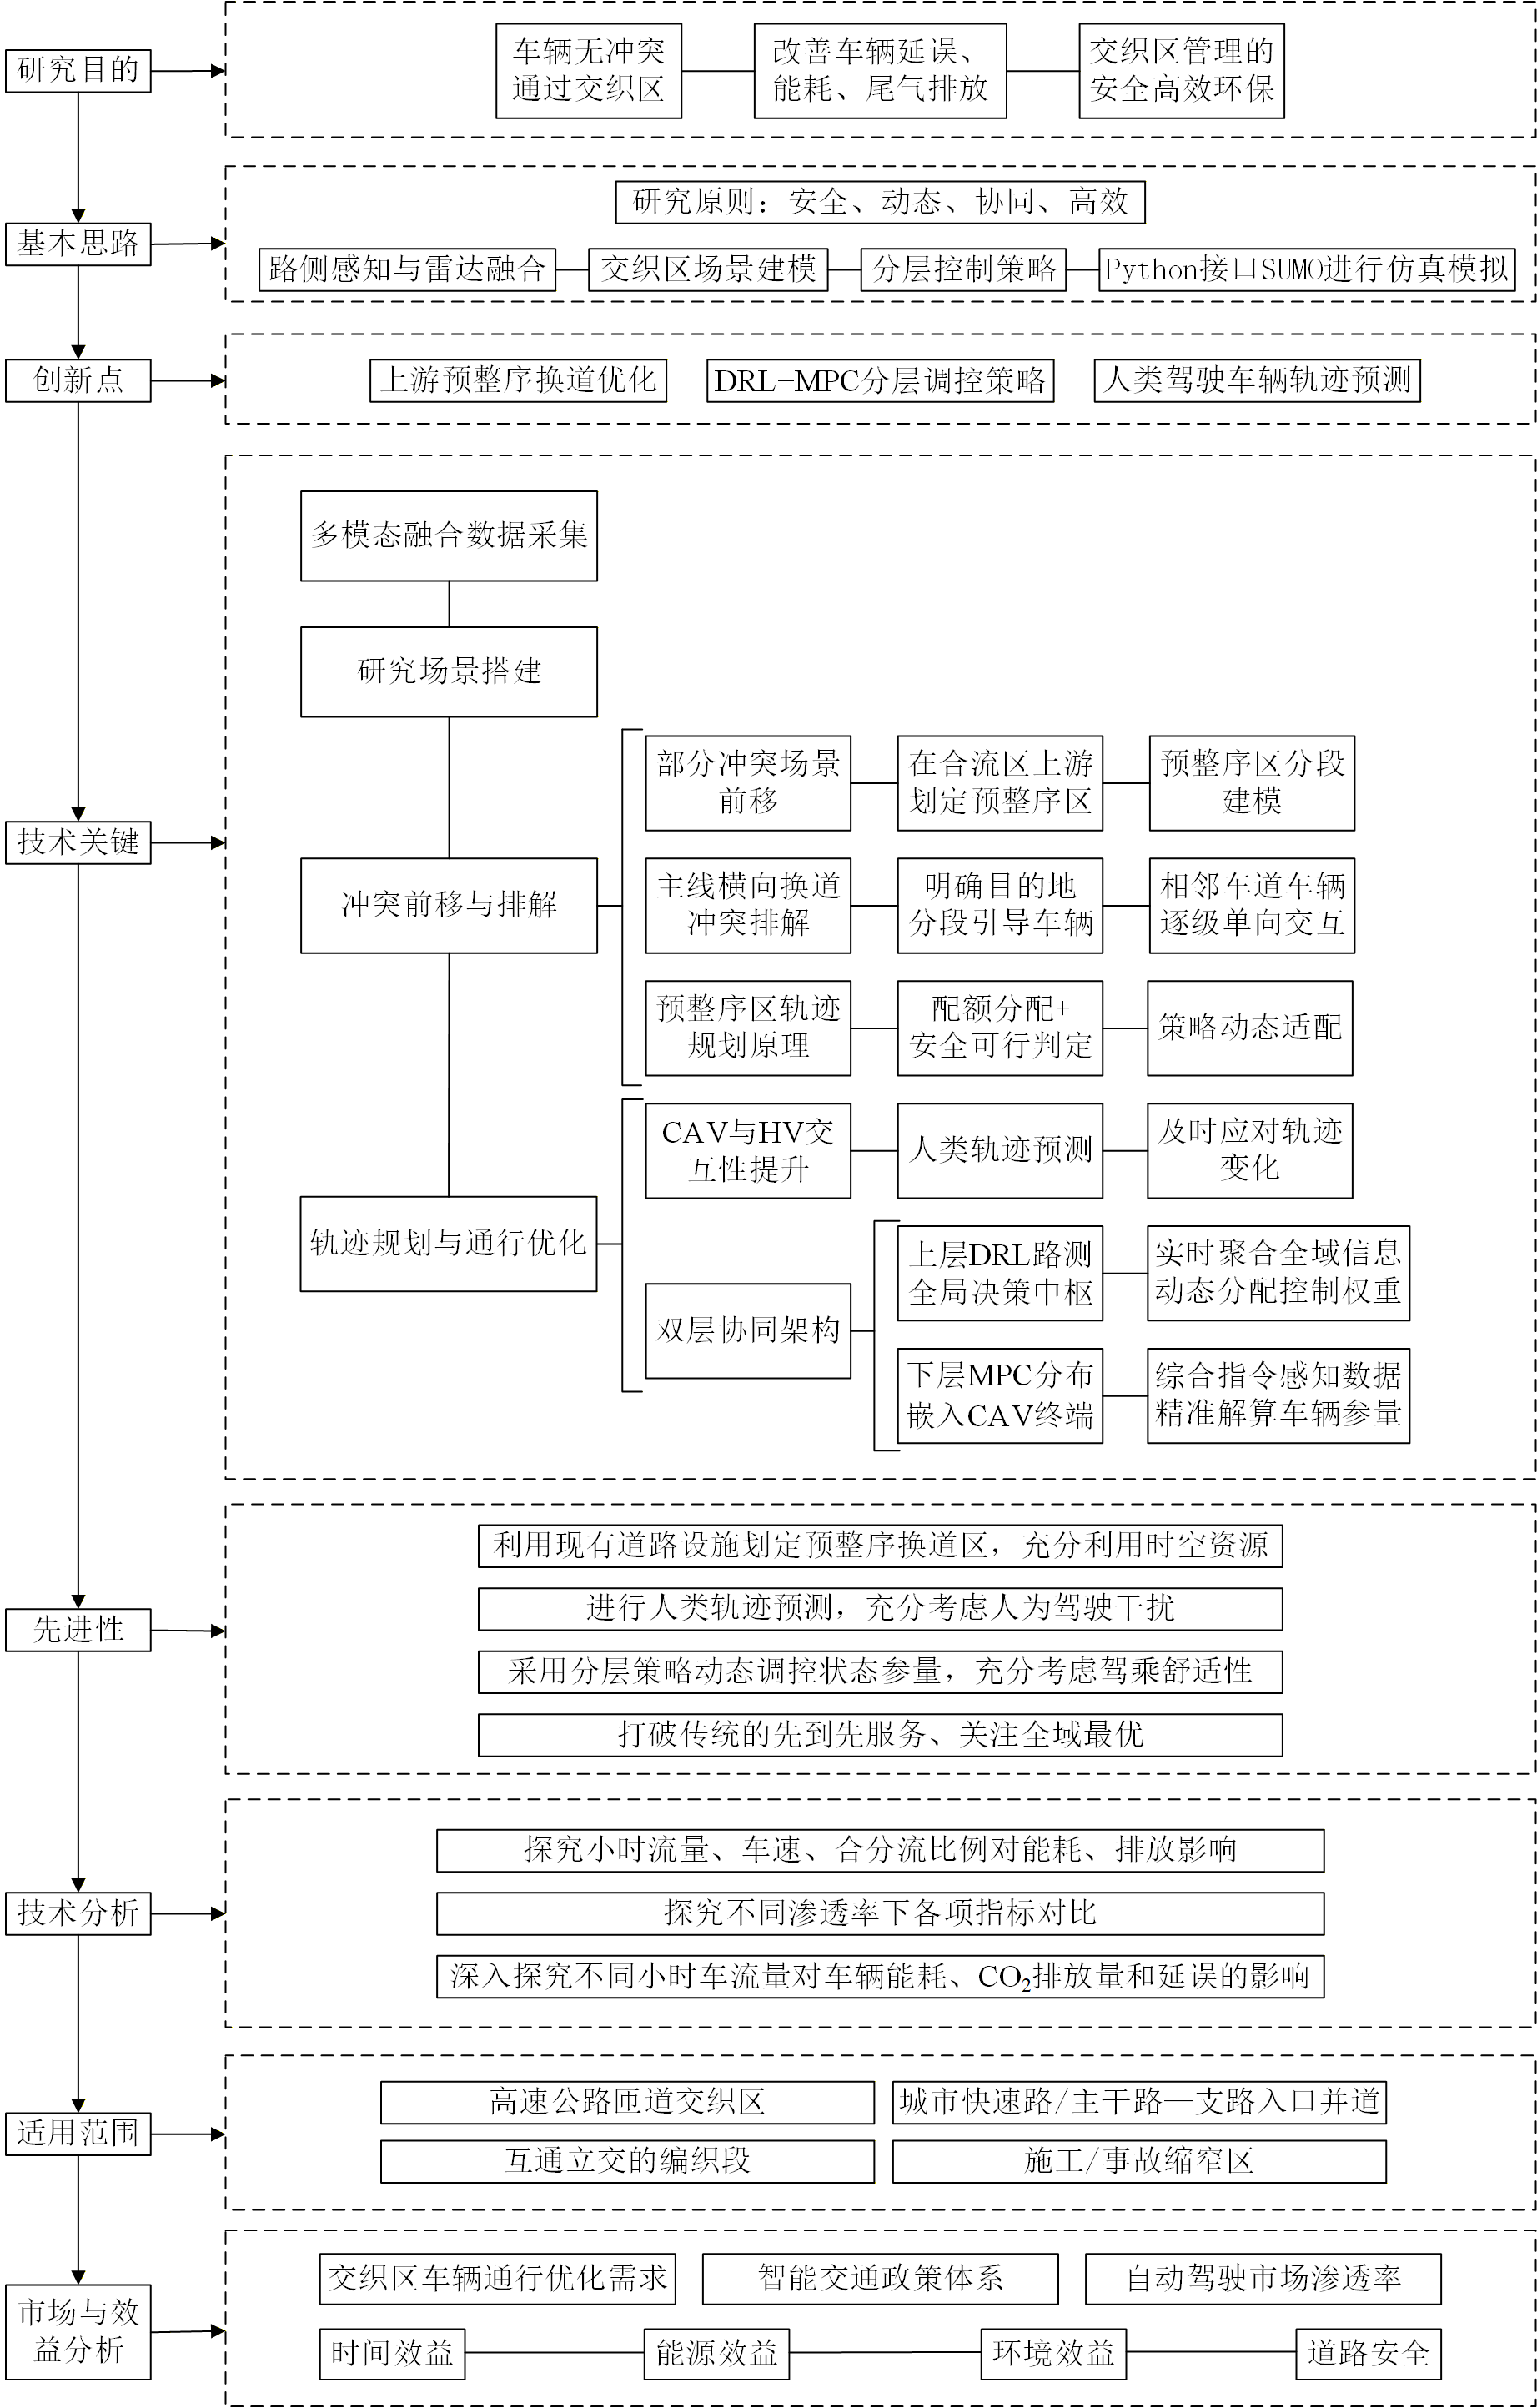 研究目的
车辆无冲突
通过交织区
改善车辆延误、
能耗、尾气排放
交织区管理的
安全高效环保
基本思路
研究原则：安全、动态、协同、高效
路侧感知与雷达融合
交织区场景建模
分层控制策略
Python接口SUMO进行仿真模拟
创新点
上游预整序换道优化
DRL+MPC分层调控策略
人类驾驶车辆轨迹预测
技术关键
多模态融合数据采集
研究场景搭建
冲突前移与排解
部分冲突场景
前移
在合流区上游
划定预整序区
预整序区分段
建模
主线横向换道
冲突排解
明确目的地
分段引导车辆
相邻车道车辆
逐级单向交互
预整序区轨迹
规划原理
配额分配+
安全可行判定
策略动态适配
轨迹规划与通行优化
CAV与HV交
互性提升
人类轨迹预测
及时应对轨迹
变化
双层协同架构
上层DRL路测
全局决策中枢
实时聚合全域信息
动态分配控制权重
下层MPC分布
嵌入CAV终端
综合指令感知数据
精准解算车辆参量
先进性
利用现有道路设施划定预整序换道区，充分利用时空资源
进行人类轨迹预测，充分考虑人为驾驶干扰
采用分层策略动态调控状态参量，充分考虑驾乘舒适性
打破传统的先到先服务、关注全域最优
技术分析
探究小时流量、车速、合分流比例对能耗、排放影响
探究不同渗透率下各项指标对比
深入探究不同小时车流量对车辆能耗、CO₂排放量和延误的影响
适用范围
高速公路匝道交织区
城市快速路/主干路—支路入口并道
互通立交的编织段
施工/事故缩窄区
市场与效
益分析
交织区车辆通行优化需求
智能交通政策体系
自动驾驶市场渗透率
时间效益
能源效益
环境效益
道路安全